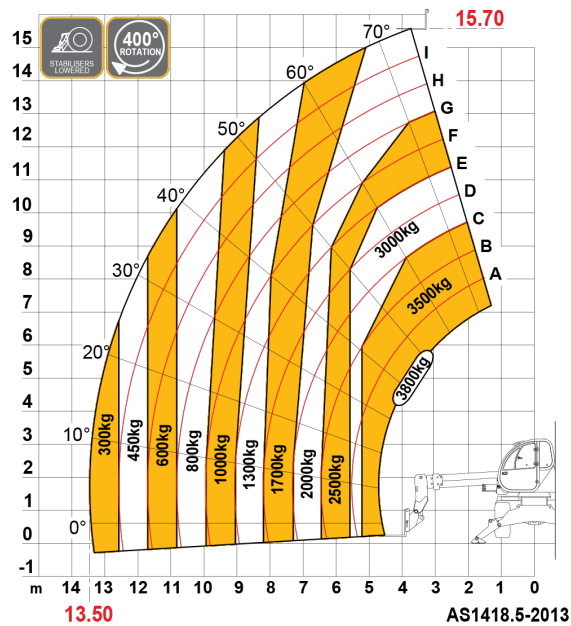 15.70
STABILISERS
LOWERED
400°
ROTATION
15
14
13
12
11
10
9
8
7
6
5
4
3
2
1
0
-1
70°
60°
50°
40°
30°
20°
10°
0°
I
H
G
F
E
D
C
B
A
3000kg
3500kg
3800kg
300kg
450kg
600kg
800kg
1000kg
1300kg
1700kg
2000kg
2500kg
m 14 13 12 11 10 9 8 7 6 5 4 3 2 1 0
13.50
AS1418.5-2013